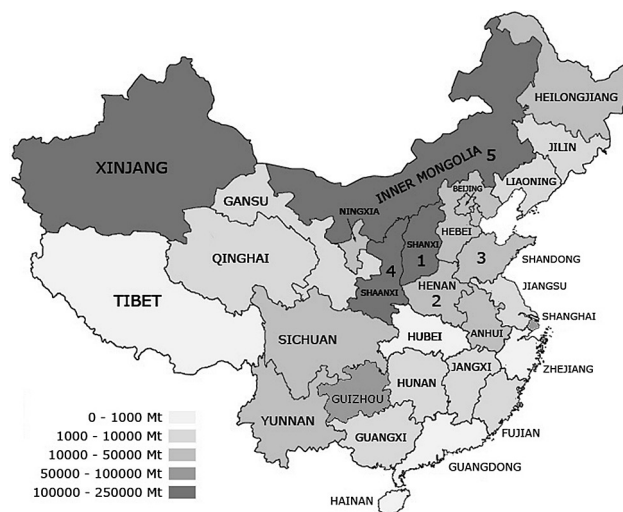 HEILONGJIANG
JILIN
XINJANG
INNER MONGOLIA 5
LIAONING
GANSU
BEIJING
NINGXIA
HEBEI
SHANXI
1
QINGHAI
4
3
SHANDONG
SHAANXI
HENAN
2
JIANGSU
TIBET
SHANGHAI
SICHUAN
HUBEI
ANHUI
ZHEJIANG
GUIZHOU
HUNAN
JANGXI
YUNNAN
GUANGXI
FUJIAN
GUANGDONG
HAINAN
0 - 1000 Mt
1000 - 10000 Mt
10000 - 50000 Mt
50000 - 100000 Mt
100000 - 250000 Mt